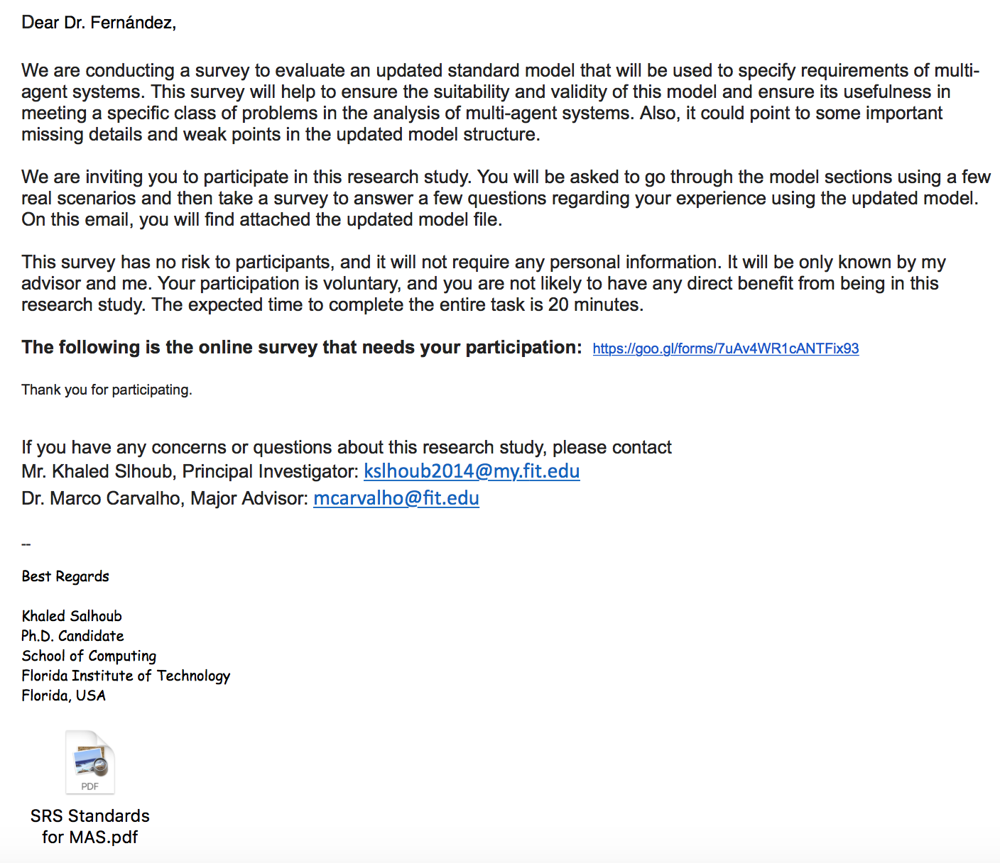 Dear Dr. Fernández,
We are conducting a survey to evaluate an updated standard model that will be used to specify requirements of multi-
agent systems. This survey will help to ensure the suitability and validity of this model and ensure its usefulness in
meeting a specific class of problems in the analysis of multi-agent systems. Also, it could point to some important
missing details and weak points in the updated model structure.
We are inviting you to participate in this research study. You will be asked to go through the model sections using a few
real scenarios and then take a survey to answer a few questions regarding your experience using the updated model.
On this email, you will find attached the updated model file.
This survey has no risk to participants, and it will not require any personal information. It will be only known by my
advisor and me. Your participation is voluntary, and you are not likely to have any direct benefit from being in this
research study. The expected time to complete the entire task is 20 minutes.
The following is the online survey that needs your participation: https://goo.gl/forms/7uAv4WR1cANTFix93
Thank you for participating.
If you have any concerns or questions about this research study, please contact
Mr. Khaled Slhoub, Principal Investigator: kslhoub2014@my.fit.edu
Dr. Marco Carvalho, Major Advisor: mcarvalho@fit.edu
--
Best Regards
Khaled Salhoub
Ph.D. Candidate
School of Computing
Florida Institute of Technology
Florida, USA
PDF
SRS Standards
for MAS.pdf